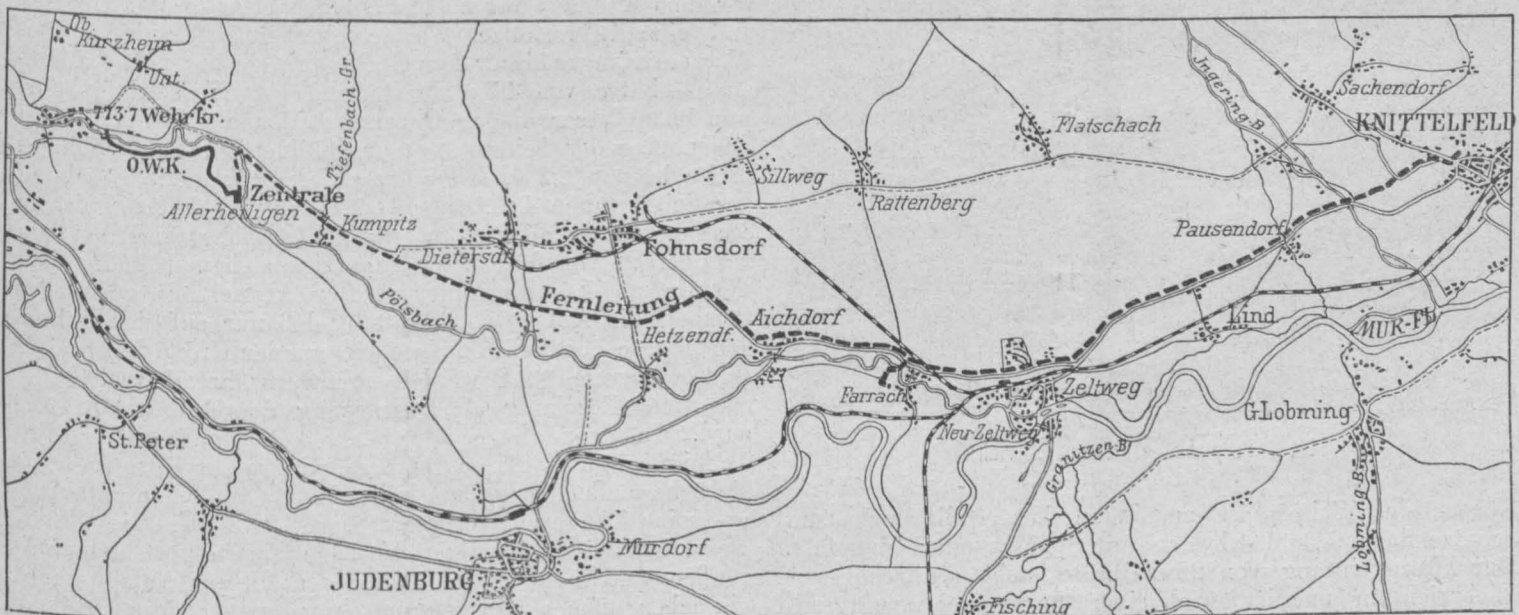 Ob.
Kurzheim
Unt.
773·7 Wehrkr.
O.W.K.
Zentrale
Allerheiligen
Tiefenbach-Gr.
Kumpitz
Dietersdf.
Fohnsdorf
Sillweg
Rattenberg
Flatschach
Ingering-B.
Sachendorf
KNITTELFELD
Pausendorf
Pölsbach
Fernleitung
Hetzendf.
Aichdorf
Lind
MUR-Fl.
Farrach
Zeltweg
Neu-Zeltweg
G.Lobming
Granitzen-B.
Lobming-B.
St.Peter
Murdorf
JUDENBURG
Fisching